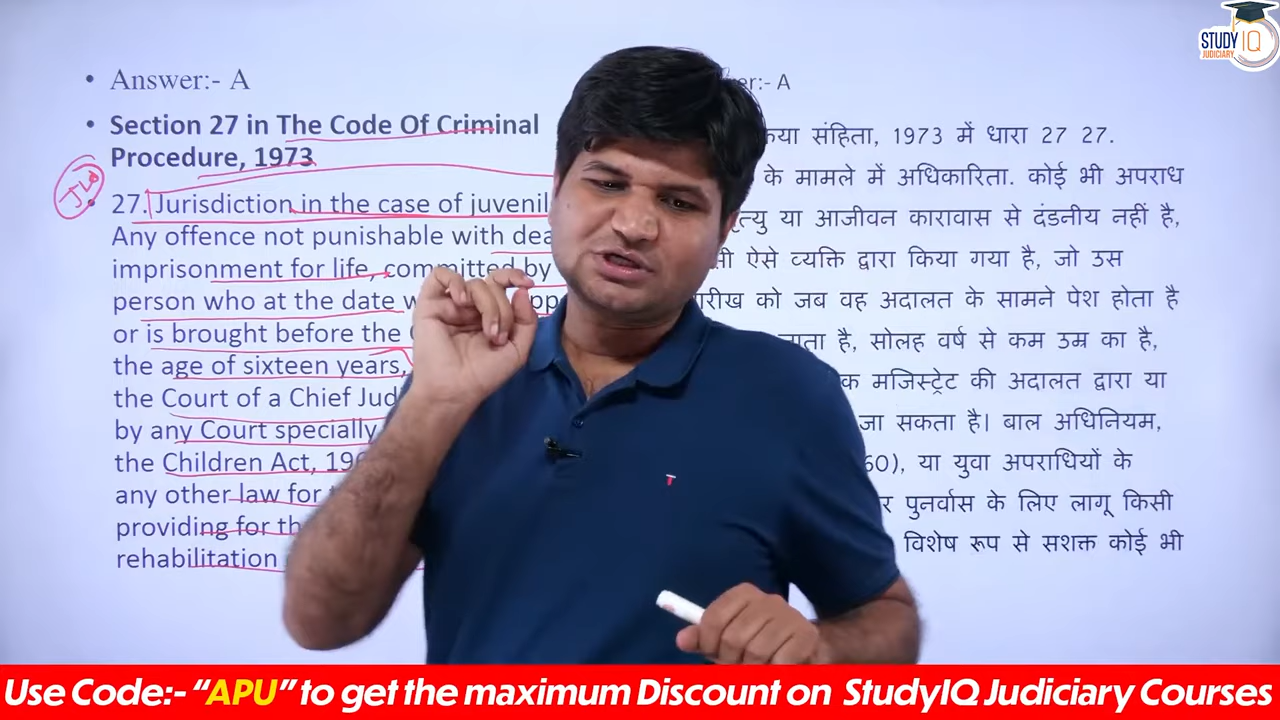 STUDY IQ
JUDICIARY
• Answer:- A
er:- A
• Section 27 in The Code Of Criminal
Procedure, 1973
JLO
27. Jurisdiction in the case of
Any offence not punishable with
imprisonment for life, committed by
person who at the date
or is brought before the
the age of sixteen years,
the Court of a Chief
by any Court specially
the Children Act,
any other law for
providing for
rehabilitation
संहिता, 1973 में धारा 27 27.
के मामले में अधिकारिता. कोई भी अपराध
या आजीवन कारावास से दंडनीय नहीं है,
ऐसे व्यक्ति द्वारा किया गया है, जो उस
को जब वह अदालत के सामने पेश होता है
है, सोलह वर्ष से कम उम्र का है,
मजिस्ट्रेट की अदालत द्वारा या
जा सकता है। बाल अधिनियम,
60), या युवा अपराधियों के
पुनर्वास के लिए लागू किसी
विशेष रूप से सशक्त कोई भी
Use Code:- “APU” to get the maximum Discount on StudyIQ Judiciary Courses